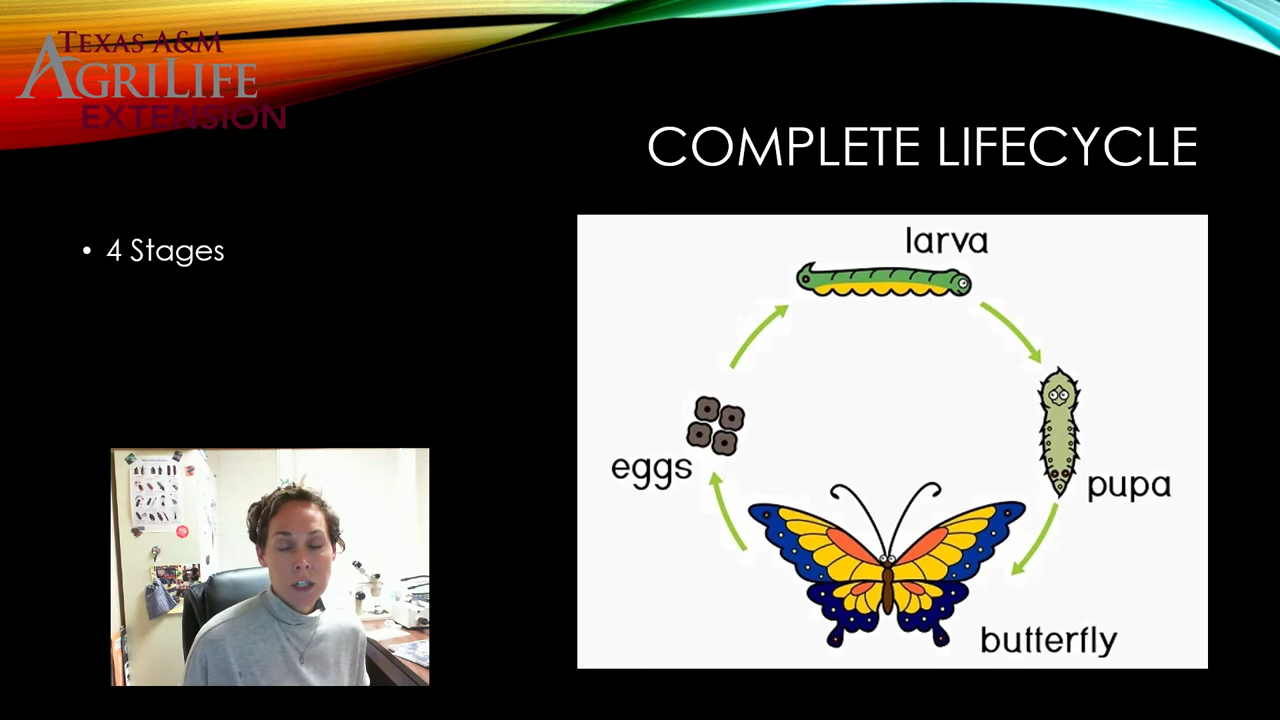 TEXAS A&M
AGRILIFE
EXTENSION
COMPLETE LIFECYCLE
• 4 Stages
larva
eggs
pupa
butterfly